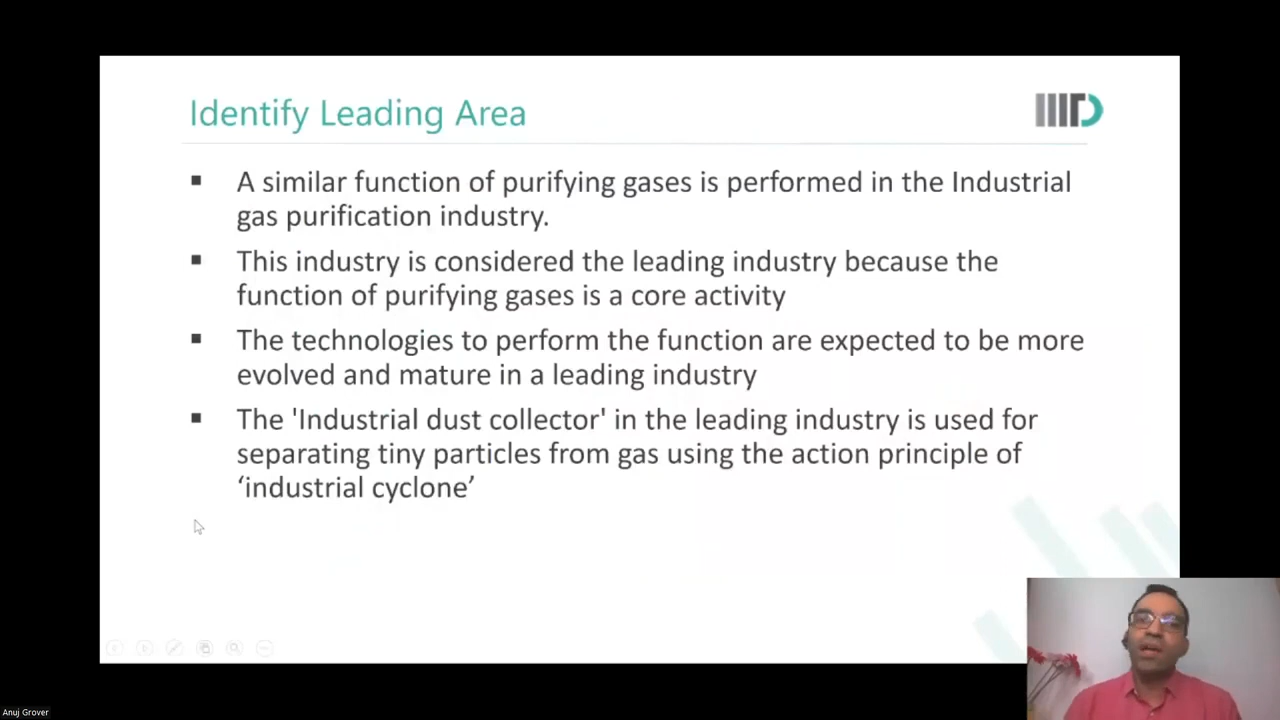 Identify Leading Area
IIITD
▪ A similar function of purifying gases is performed in the Industrial
gas purification industry.
▪ This industry is considered the leading industry because the
function of purifying gases is a core activity
▪ The technologies to perform the function are expected to be more
evolved and mature in a leading industry
▪ The 'Industrial dust collector' in the leading industry is used for
separating tiny particles from gas using the action principle of
‘industrial cyclone’
Anuj Grover